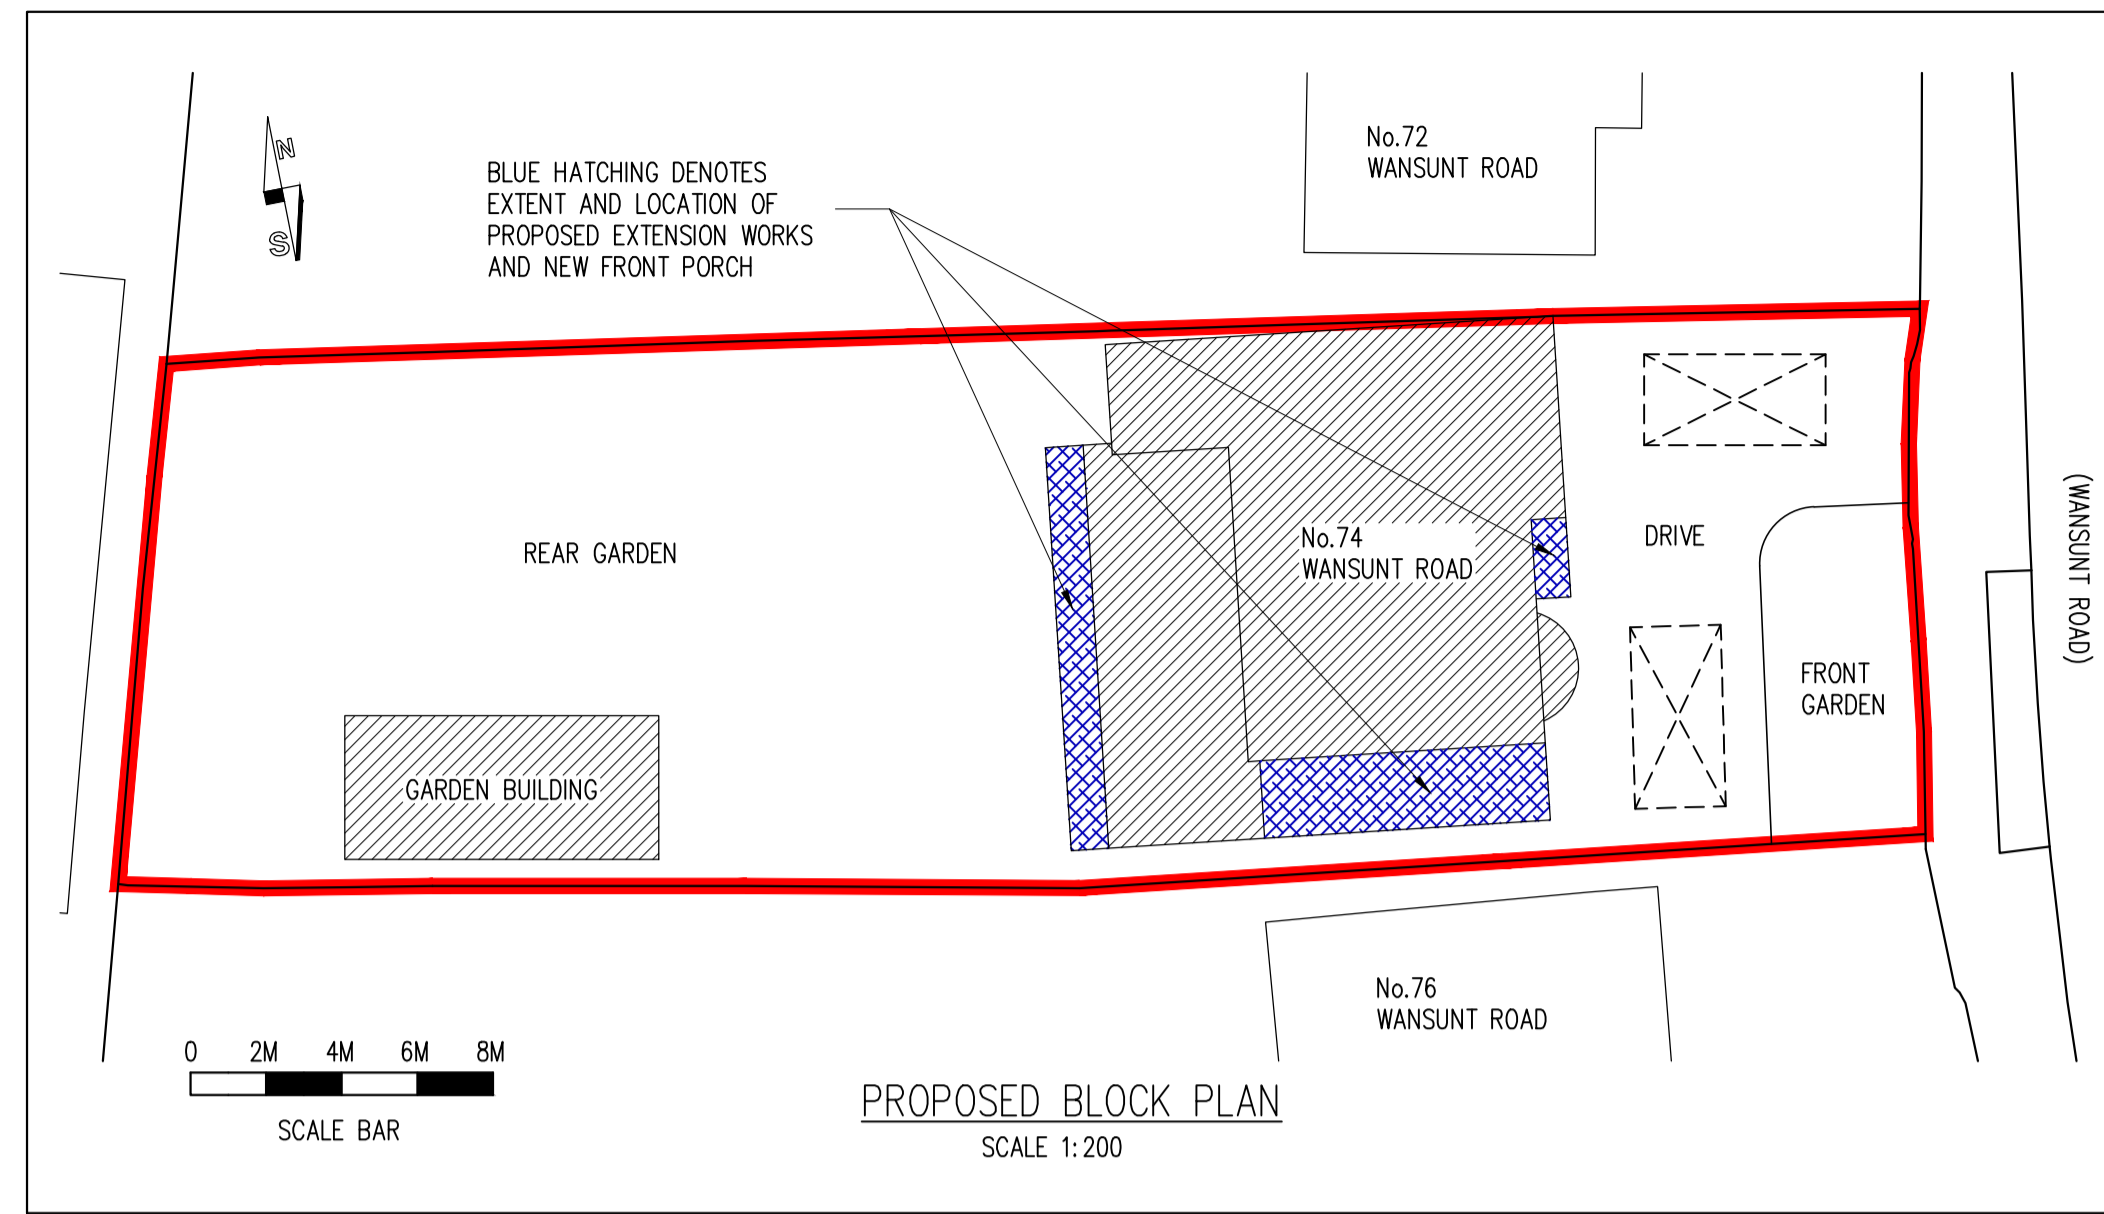 No.72
WANSUNT ROAD
N
S
BLUE HATCHING DENOTES
EXTENT AND LOCATION OF
PROPOSED EXTENSION WORKS
AND NEW FRONT PORCH
REAR GARDEN
No.74
WANSUNT ROAD
DRIVE
(WANSUNT ROAD)
FRONT
GARDEN
GARDEN BUILDING
No.76
WANSUNT ROAD
0 2M 4M 6M 8M
SCALE BAR
PROPOSED BLOCK PLAN
SCALE 1:200